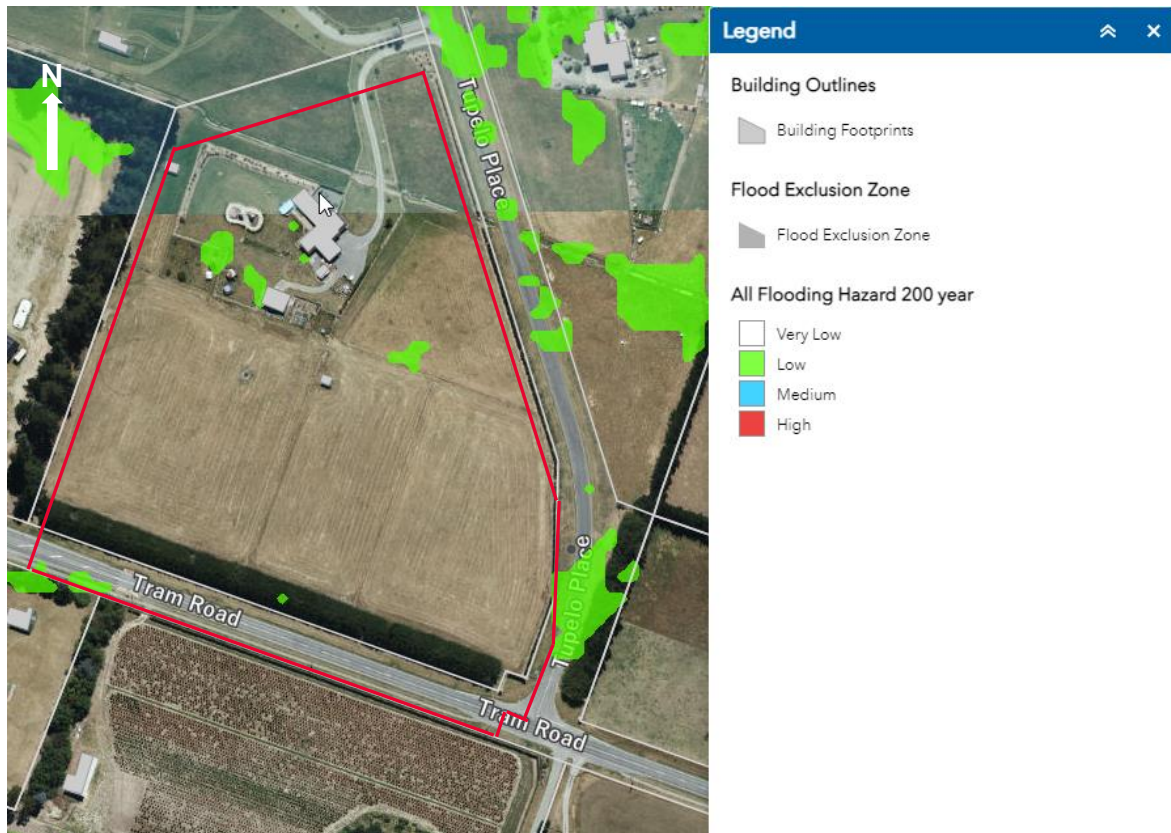 N
Tupelo Place
Tupelo Place
Tram Road
Tram Road
Legend
Building Outlines
Building Footprints
Flood Exclusion Zone
Flood Exclusion Zone
All Flooding Hazard 200 year
Very Low
Low
Medium
High